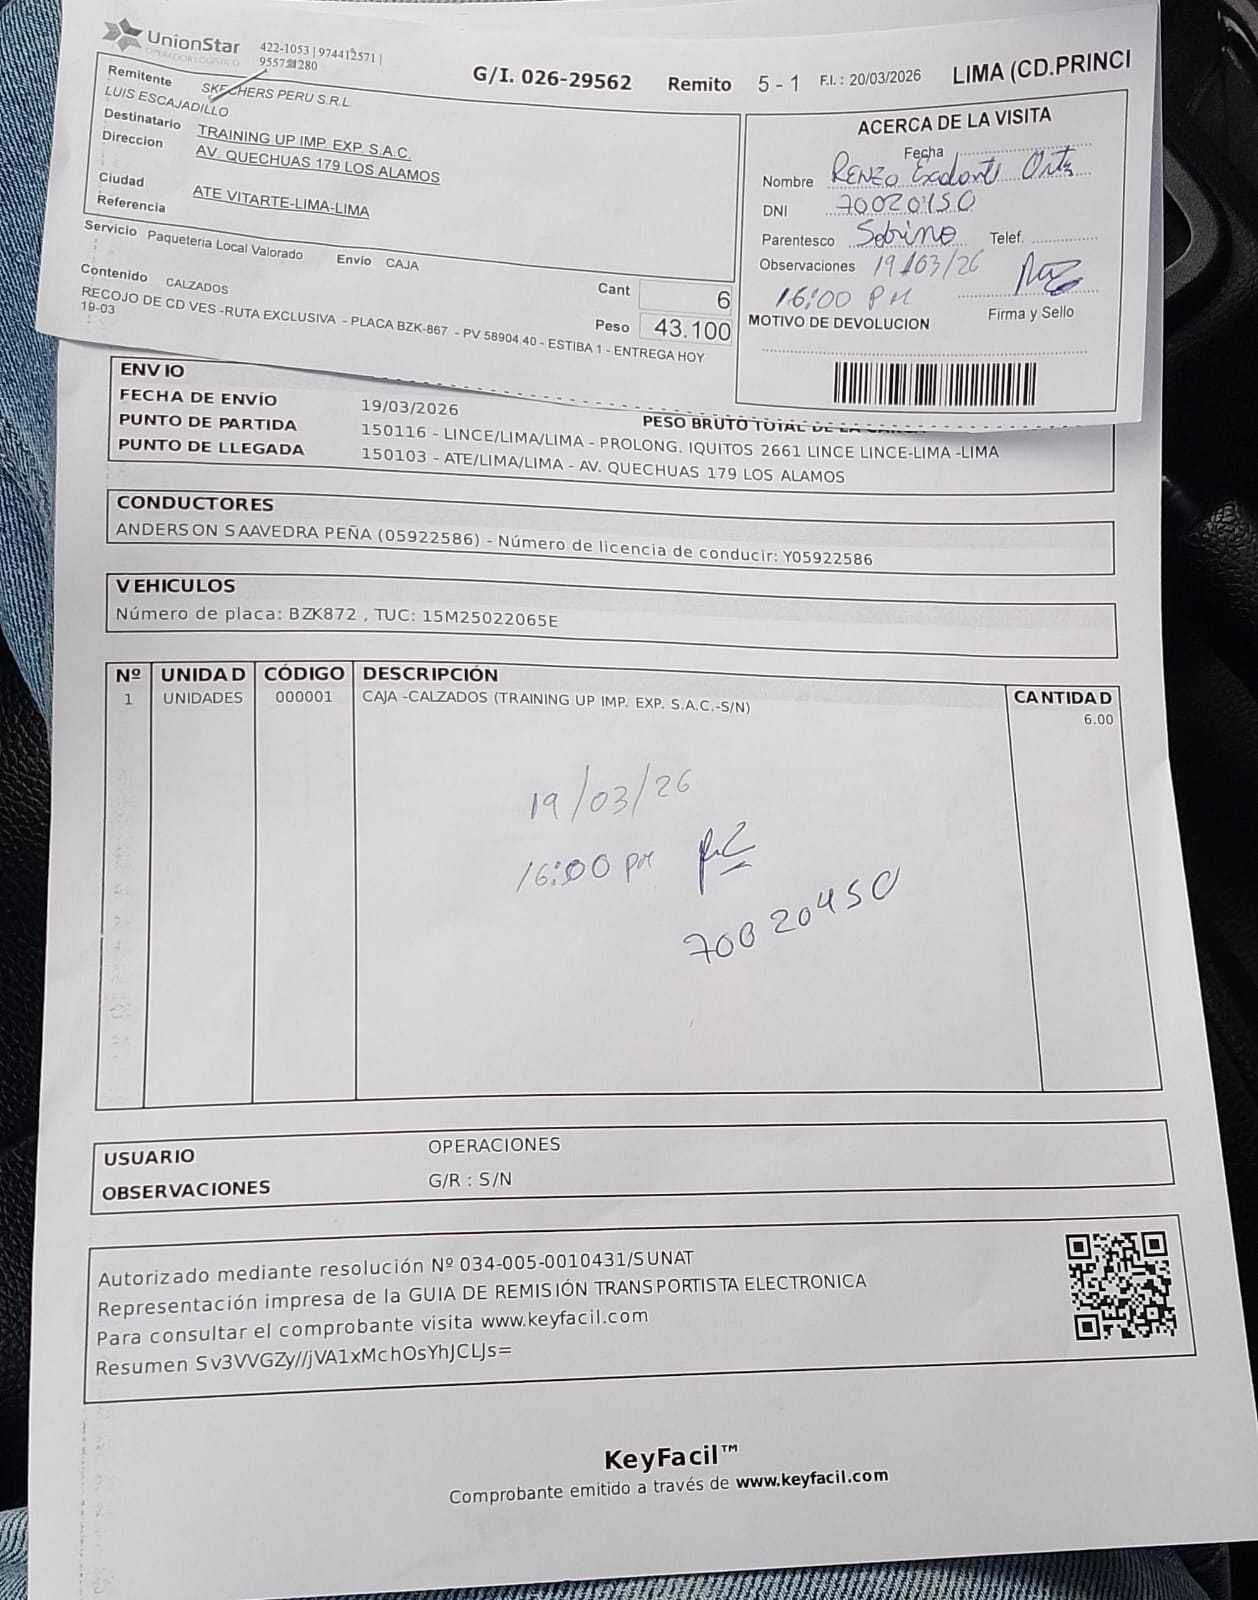 UnionStar
OPERADOR LOGISTICO
422-1053 | 974412571 |
955721280
G/I. 026-29562 Remito 5 - 1 F.I. : 20/03/2026 LIMA (CD.PRINCI
Remitente SKECHERS PERU S.R.L.
LUIS ESCAJADILLO
Destinatario TRAINING UP IMP. EXP. S.A.C.
Direccion AV. QUECHUAS 179 LOS ALAMOS
Ciudad ATE VITARTE-LIMA-LIMA
Referencia
Servicio Paqueteria Local Valorado Envío CAJA
Contenido CALZADOS
Cant 6
Peso 43.100
RECOJO DE CD VES -RUTA EXCLUSIVA - PLACA BZK-867 - PV 58904 40 - ESTIBA 1 - ENTREGA HOY
19-03
ACERCA DE LA VISITA
Fecha
Nombre RENZO Ortz
DNI 70020450
Parentesco Sobrino Telef.
Observaciones 19/03/26
16:00 PM
Firma y Sello
MOTIVO DE DEVOLUCION
ENVIO
FECHA DE ENVÍO 19/03/2026 PESO BRUTO TOTAL DE LA
PUNTO DE PARTIDA 150116 - LINCE/LIMA/LIMA - PROLONG. IQUITOS 2661 LINCE LINCE-LIMA -LIMA
PUNTO DE LLEGADA 150103 - ATE/LIMA/LIMA - AV. QUECHUAS 179 LOS ALAMOS
CONDUCTORES
ANDERSON SAAVEDRA PEÑA (05922586) - Número de licencia de conducir: Y05922586
VEHICULOS
Número de placa: BZK872 , TUC: 15M25022065E
Nº UNIDAD CÓDIGO DESCRIPCIÓN CANTIDAD
1 UNIDADES 000001 CAJA -CALZADOS (TRAINING UP IMP. EXP. S.A.C.-S/N) 6.00
19/03/26
16:00 PM
70020450
USUARIO OPERACIONES
OBSERVACIONES G/R : S/N
Autorizado mediante resolución Nº 034-005-0010431/SUNAT
Representación impresa de la GUIA DE REMISIÓN TRANSPORTISTA ELECTRONICA
Para consultar el comprobante visita www.keyfacil.com
Resumen Sv3VVGZy//jVA1xMchOsYhJCLJs=
KeyFacil™
Comprobante emitido a través de www.keyfacil.com